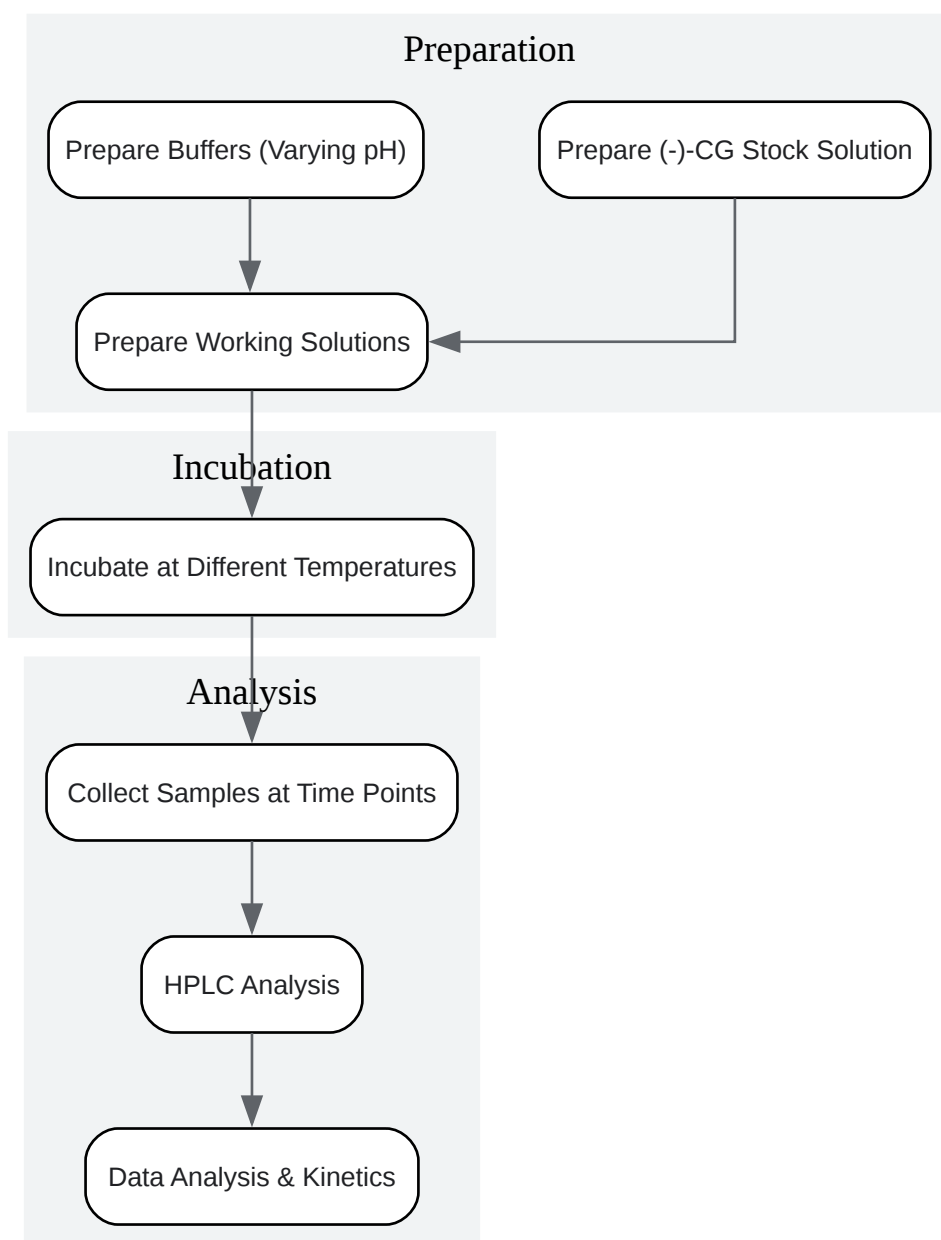 Preparation
Prepare Buffers (Varying pH)
Prepare (-)-CG Stock Solution
Prepare Working Solutions
Incubation
Incubate at Different Temperatures
Analysis
Collect Samples at Time Points
HPLC Analysis
Data Analysis & Kinetics